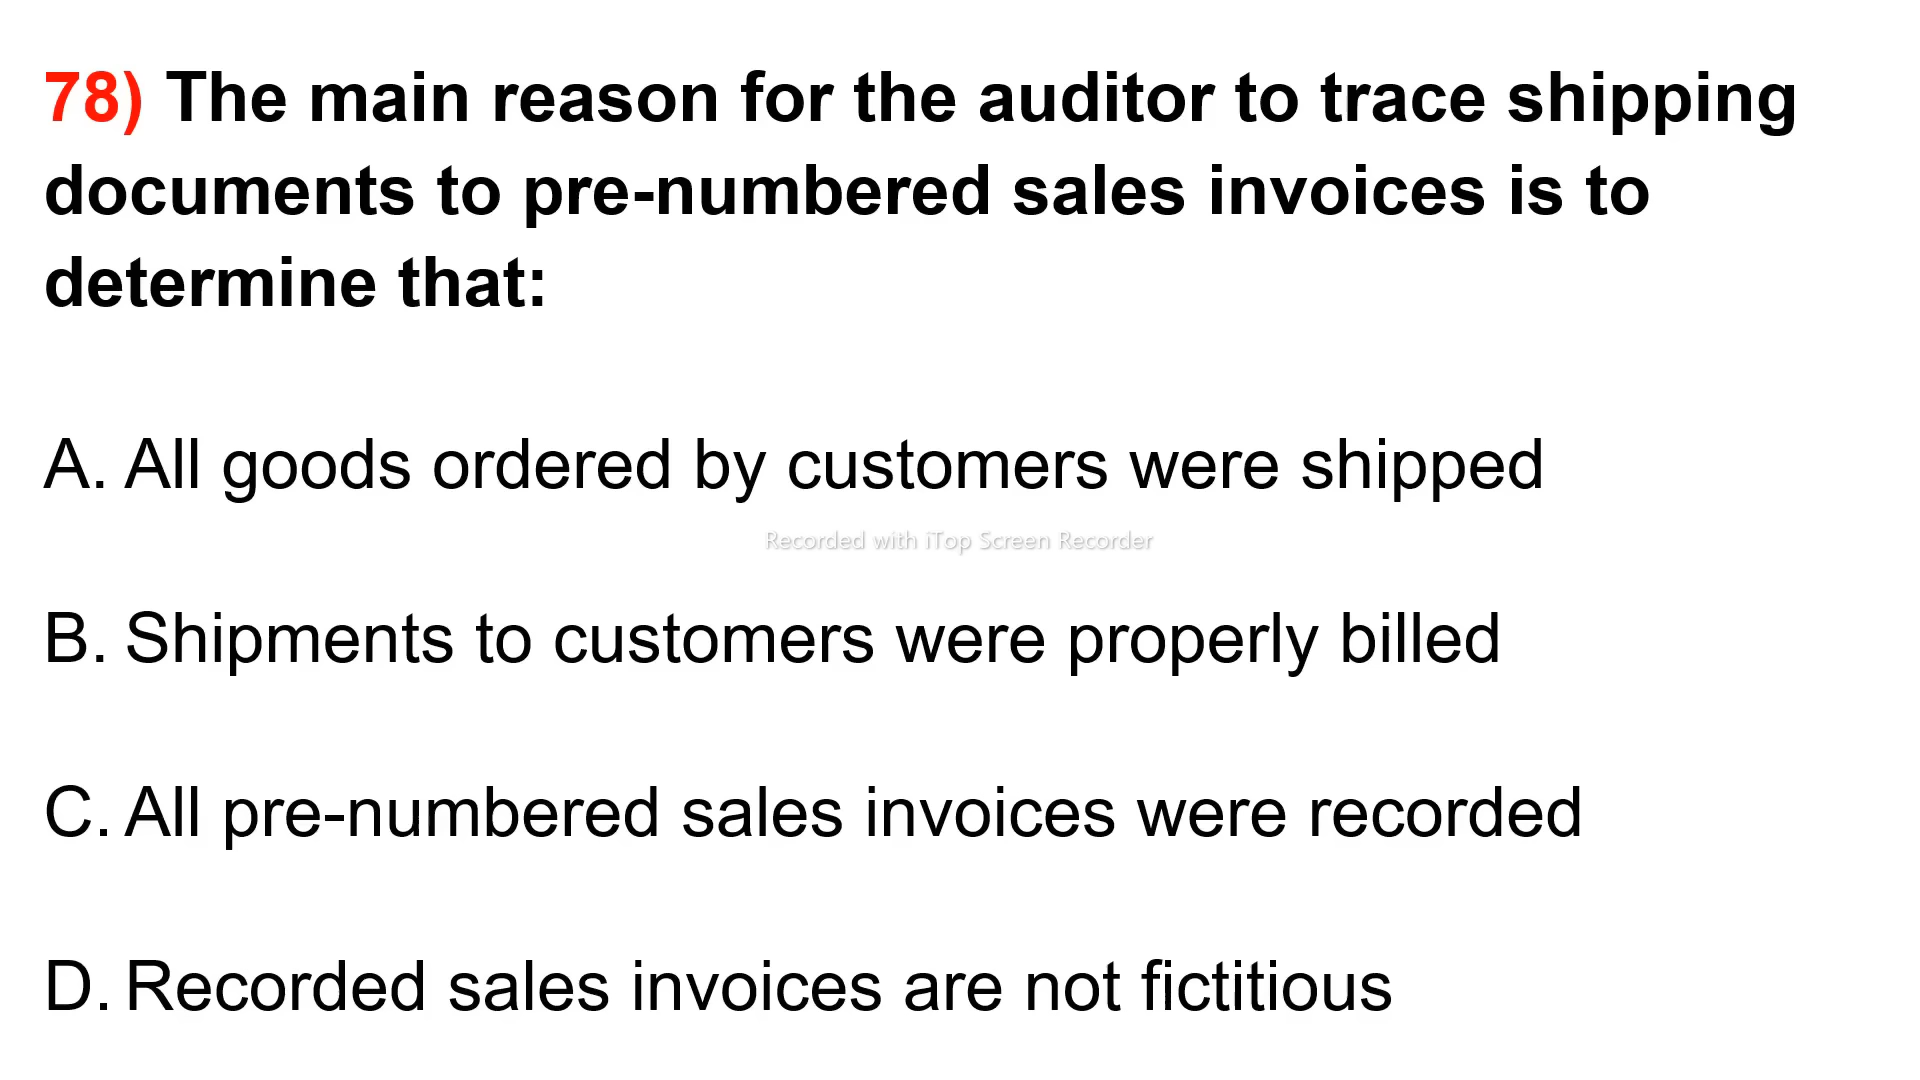 78) The main reason for the auditor to trace shipping
documents to pre-numbered sales invoices is to
determine that:
A. All goods ordered by customers were shipped
Recorded with iTop Screen Recorder
B. Shipments to customers were properly billed
C. All pre-numbered sales invoices were recorded
D. Recorded sales invoices are not fictitious